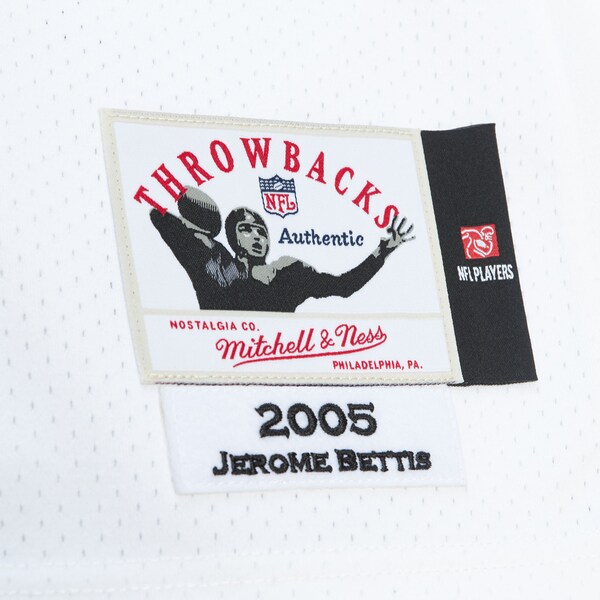 THROWBACKS
NFL
Authentic
NOSTALGIA CO.
Mitchell & Ness
PHILADELPHIA, PA.
NFL PLAYERS
2005
JEROME BETTIS